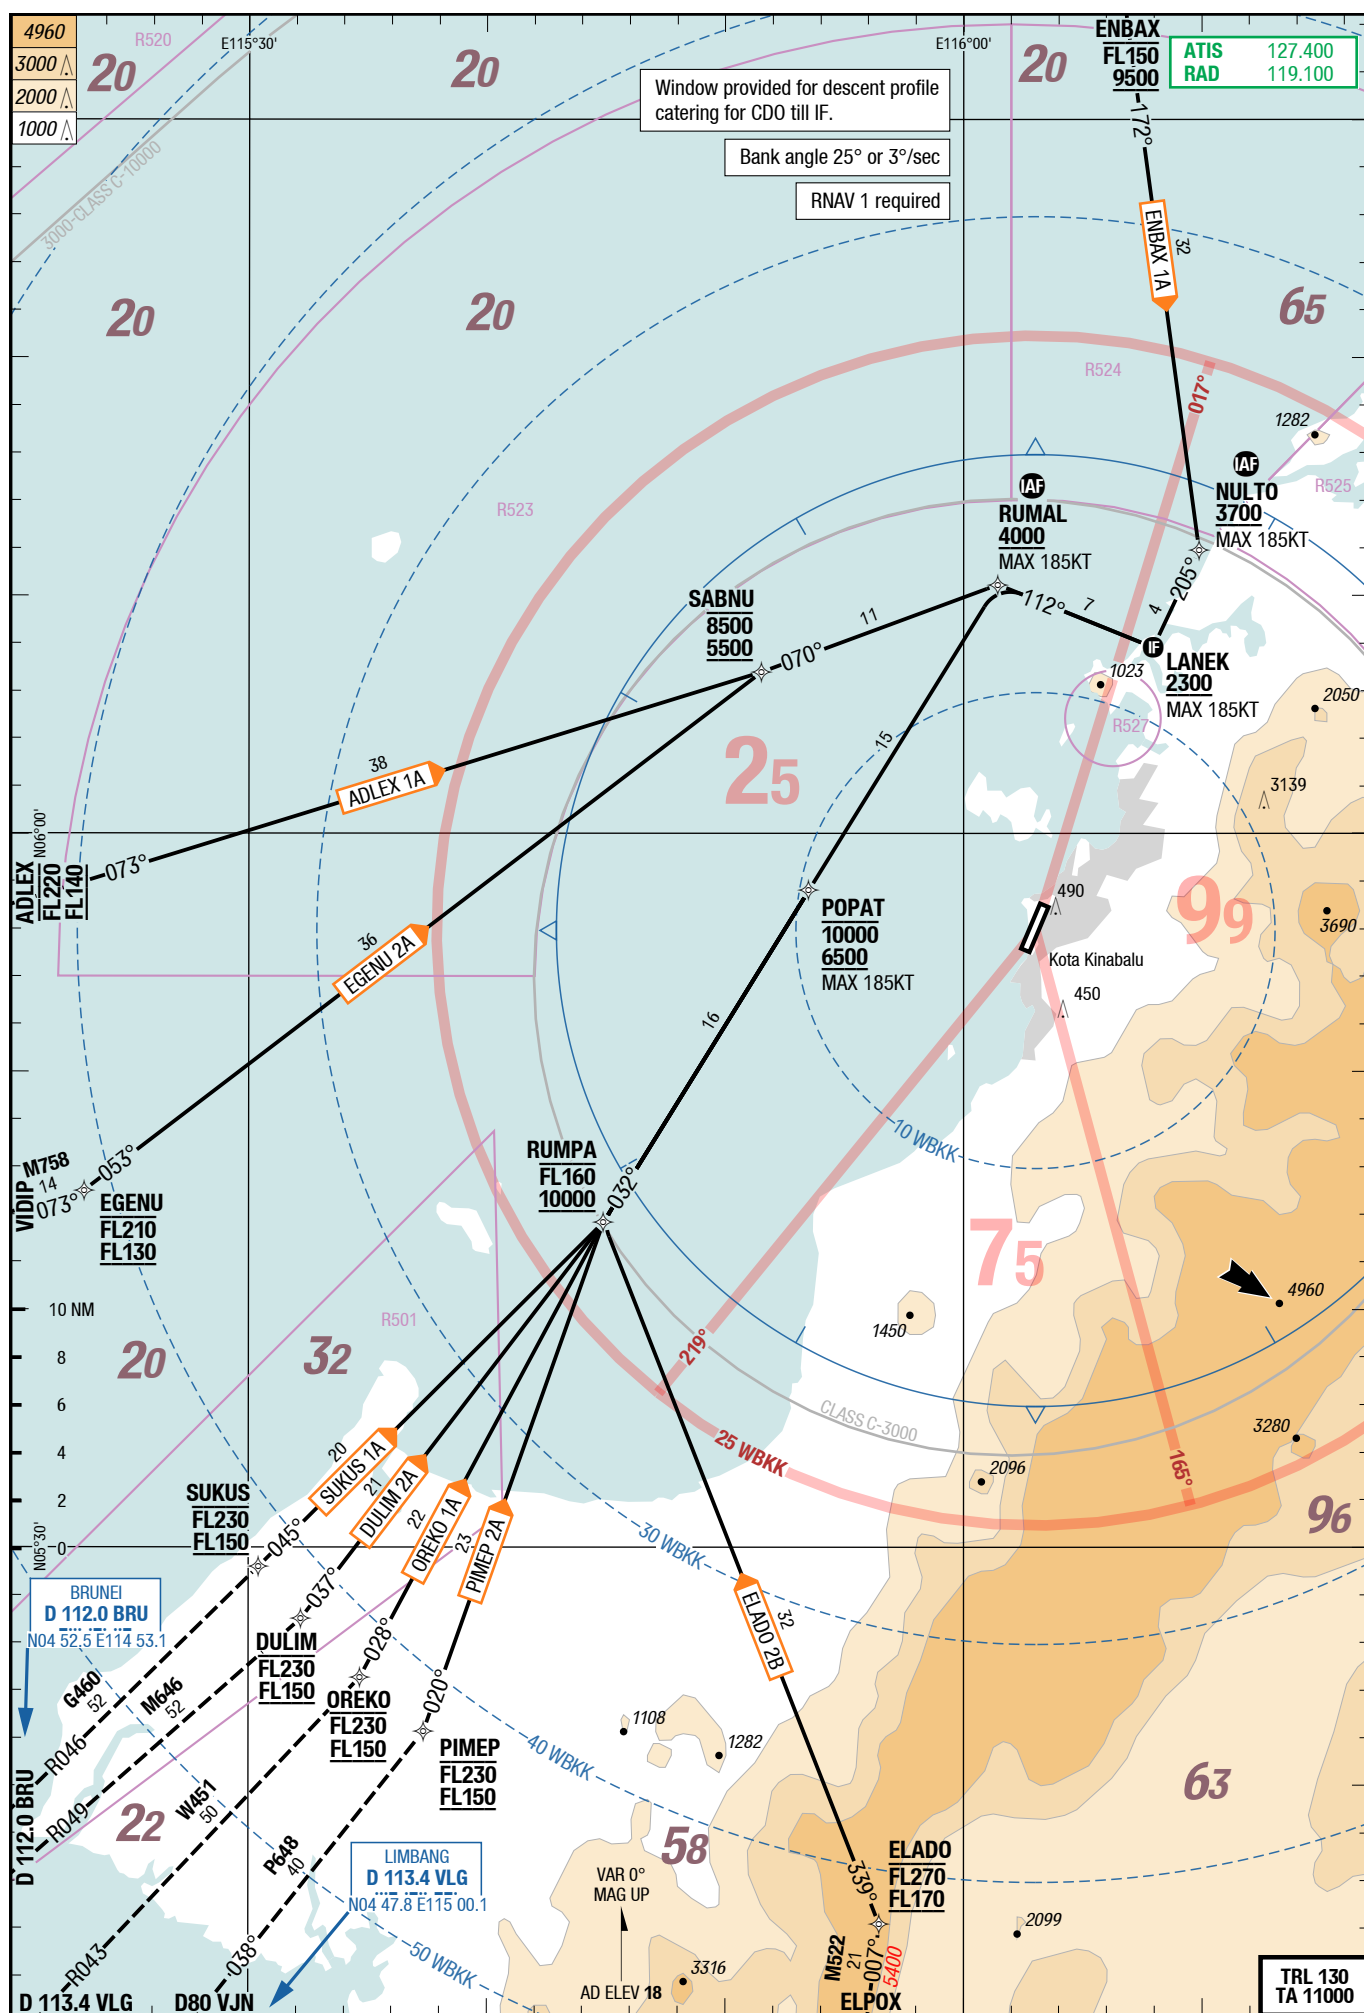 4960
3000
2000
1000
R520
E115°30'
E116°00'
20
20
20
ENBAX
FL150
9500
ATIS 127.400
RAD 119.100
Window provided for descent profile
catering for CDO till IF.
Bank angle 25° or 3°/sec
RNAV 1 required
3000-CLASS C-10000
172°
ENBAX 1A
32
20
20
65
R524
017°
1282
IAF
NULTO
3700
MAX 185KT
R525
IAF
RUMAL
4000
MAX 185KT
R523
205°
4
112°
7
SABNU
8500
5500
11
070°
IF
LANEK
2300
MAX 185KT
1023
R527
2050
15
25
38
ADLEX 1A
3139
N06°00'
073°
ADLEX
FL220
FL140
POPAT
10000
6500
MAX 185KT
490
99
3690
36
EGENU 2A
Kota Kinabalu
450
16
10 WBKK
RUMPA
FL160
10000
032°
M758
14
073°
VIDIP
053°
EGENU
FL210
FL130
75
4960
10 NM
8
6
4
2
0
R501
1450
20
32
219°
CLASS C-3000
25 WBKK
3280
2096
165°
96
20
SUKUS 1A
21
DULIM 2A
22
OREKO 1A
23
PIMEP 2A
SUKUS
FL230
FL150
045°
N05°30'
30 WBKK
037°
BRUNEI
D 112.0 BRU
N04 52.5 E114 53.1
DULIM
FL230
FL150
028°
32
ELADO 2B
G460
52
M646
52
OREKO
FL230
FL150
020°
1108
1282
PIMEP
FL230
FL150
40 WBKK
R046
R049
D 112.0 BRU
22
W451
50
P648
40
63
58
LIMBANG
D 113.4 VLG
N04 47.8 E115 00.1
VAR 0°
MAG UP
339°
ELADO
FL270
FL170
2099
R043
038°
50 WBKK
3316
AD ELEV 18
M522
21
007°
5400
ELPOX
D 113.4 VLG
D80 VJN
TRL 130
TA 11000